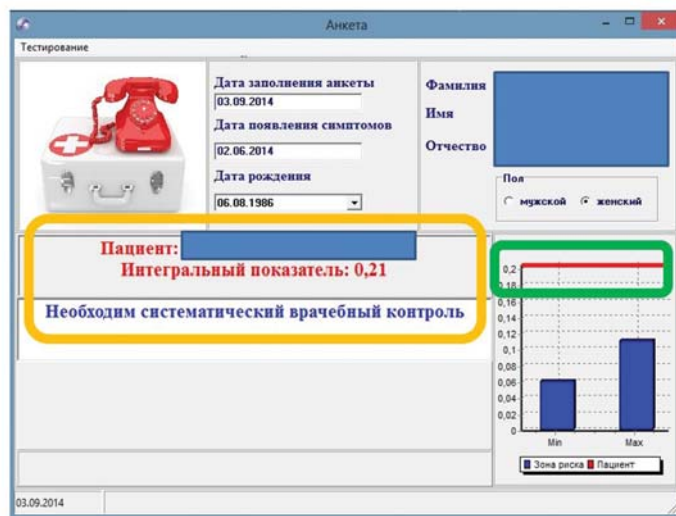 Анкета
Тестирование
Дата заполнения анкеты
03.09.2014
Дата появления симптомов
02.06.2014
Дата рождения
06.08.1986
Фамилия
Имя
Отчество
Пол
мужской женский
Пациент:
Интегральный показатель: 0,21
Необходим систематический врачебный контроль
0,2
0,18
0,16
0,14
0,12
0,1
0,08
0,06
0,04
0,02
0
Min Max
Зона риска Пациент
03.09.2014